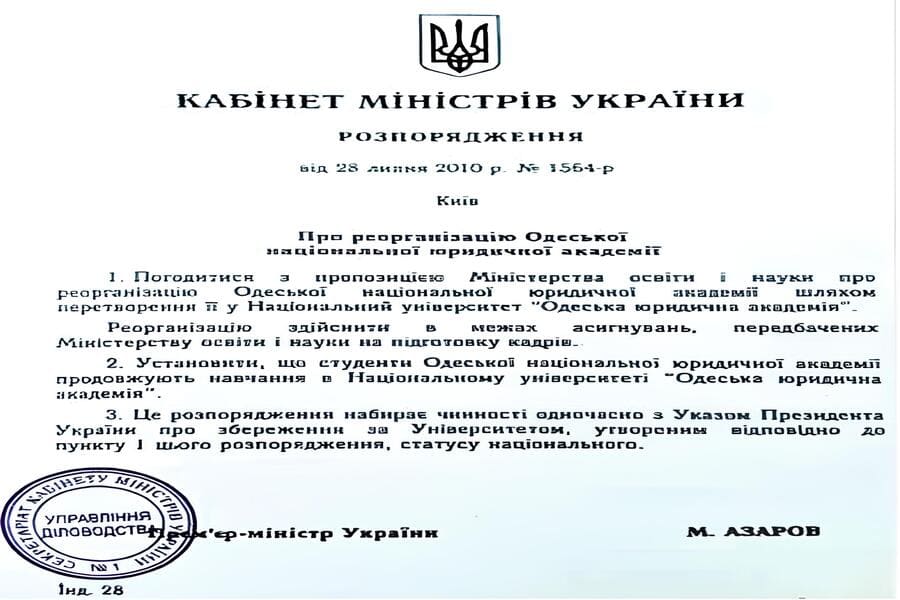 КАБІНЕТ МІНІСТРІВ УКРАЇНИ
РОЗПОРЯДЖЕННЯ
від 28 липня 2010 р. № 1564-р
Київ
Про реорганізацію Одеської
національної юридичної академії
1. Погодитися з пропозицією Міністерства освіти і науки про
реорганізацію Одеської національної юридичної академії шляхом
перетворення її у Національний університет "Одеська юридична академія".
Реорганізацію здійснити в межах асигнувань, передбачених
Міністерству освіти і науки на підготовку кадрів.
2. Установити, що студенти Одеської національної юридичної академії
продовжують навчання в Національному університеті "Одеська юридична
академія".
3. Це розпорядження набирає чинності одночасно з Указом Президента
України про збереження за Університетом, утвореним відповідно до
пункту 1 цього розпорядження, статусу національного.
СЕКРЕТАРІАТ КАБІНЕТУ МІНІСТРІВ УКРАЇНИ
УПРАВЛІННЯ
ДІЛОВОДСТВА
№ 1
Прем'єр-міністр України М. АЗАРОВ
Інд. 28